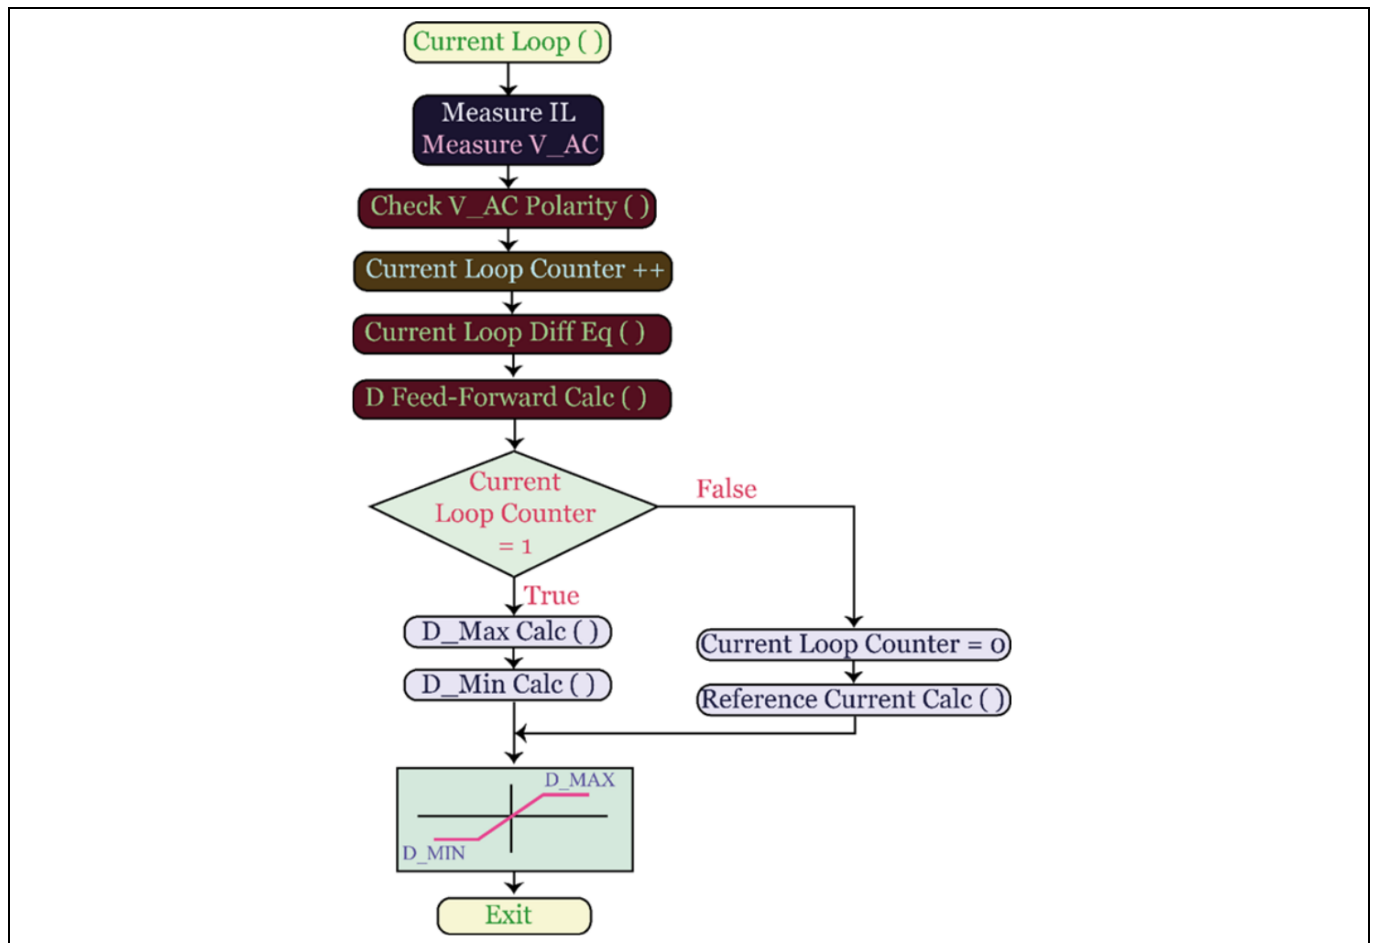 Current Loop ( )
Measure IL
Measure V_AC
Check V_AC Polarity ( )
Current Loop Counter ++
Current Loop Diff Eq ( )
D Feed-Forward Calc ( )
Current
Loop Counter
= 1
False
True
D_Max Calc ( )
D_Min Calc ( )
Current Loop Counter = 0
Reference Current Calc ( )
D_MAX
D_MIN
Exit